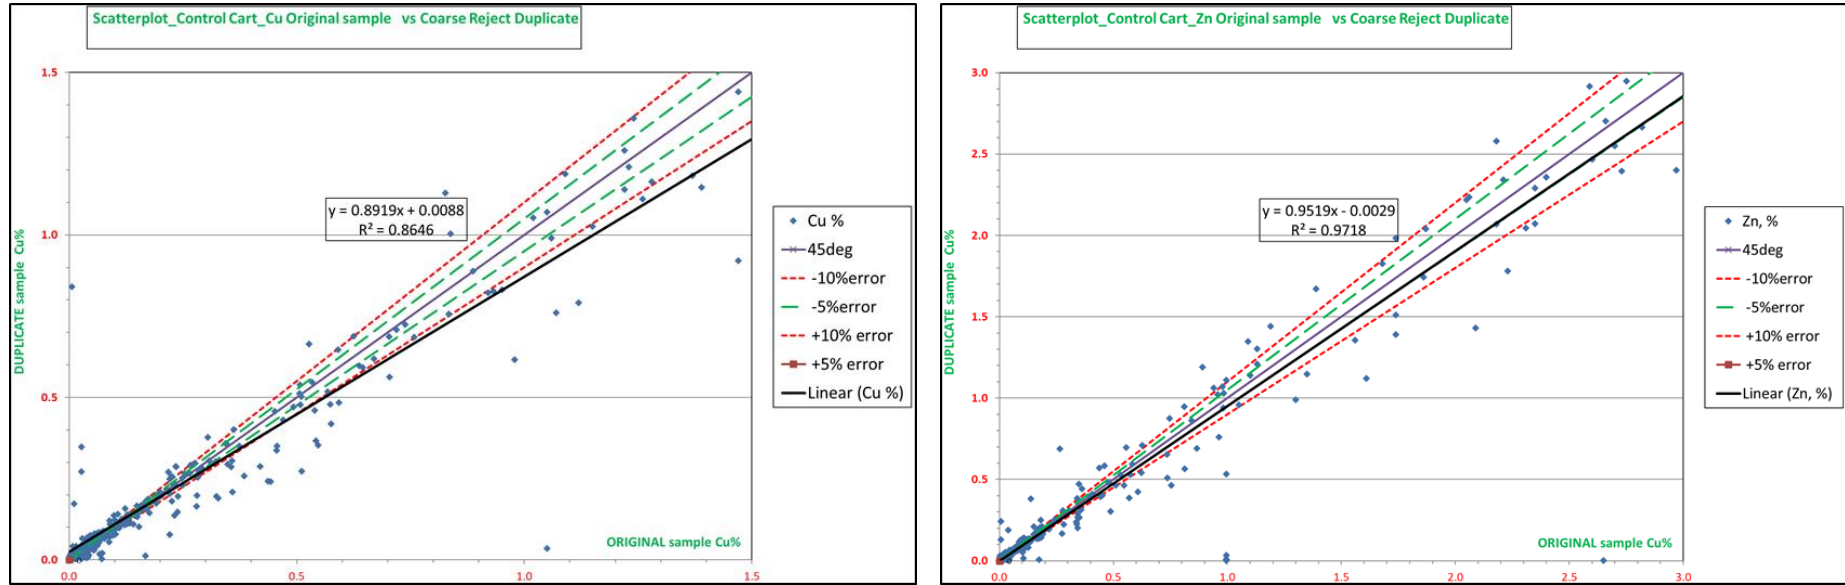 Scatterplot_Control Cart_Cu Original sample vs Coarse Reject Duplicate
1.5
1.0
0.5
0.0
0.0 0.5 1.0 1.5
DUPLICATE sample Cu%
ORIGINAL sample Cu%
y = 0.8919x + 0.0088
R² = 0.8646
Cu %
45deg
-10%error
-5%error
+10% error
+5% error
Linear (Cu %)
Scatterplot_Control Cart_Zn Original sample vs Coarse Reject Duplicate
3.0
2.5
2.0
1.5
1.0
0.5
0.0
0.0 0.5 1.0 1.5 2.0 2.5 3.0
DUPLICATE sample Cu%
ORIGINAL sample Cu%
y = 0.9519x - 0.0029
R² = 0.9718
Zn, %
45deg
-10%error
-5%error
+10% error
+5% error
Linear (Zn, %)